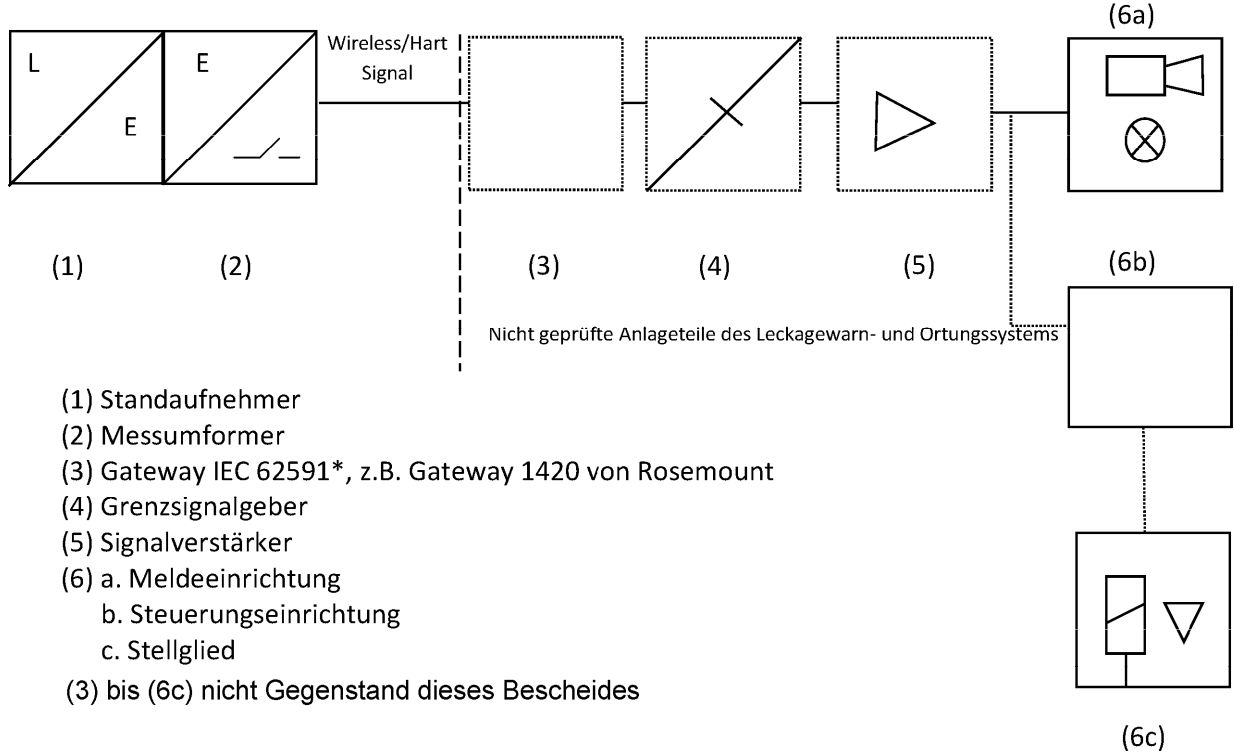 (6a)
L
E
E
Wireless/Hart
Signal
(1)
(2)
(3)
(4)
(5)
(6b)
Nicht geprüfte Anlageteile des Leckagewarn- und Ortungssystems
(1) Standaufnehmer
(2) Messumformer
(3) Gateway IEC 62591*, z.B. Gateway 1420 von Rosemount
(4) Grenzsignalgeber
(5) Signalverstärker
(6) a. Meldeeinrichtung
b. Steuerungseinrichtung
c. Stellglied
(3) bis (6c) nicht Gegenstand dieses Bescheides
(6c)